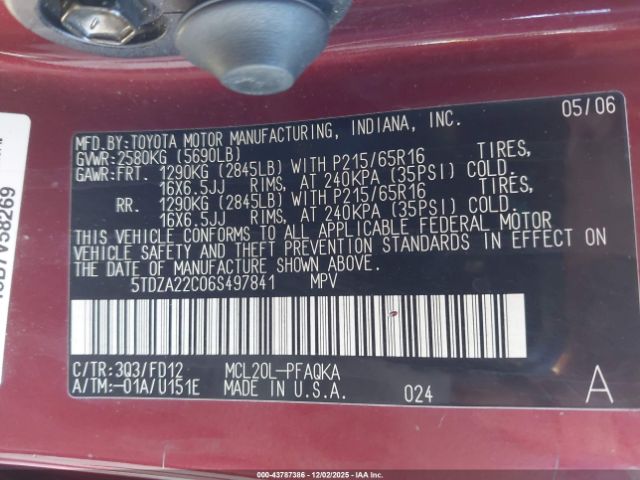 05/06
MFD.BY:TOYOTA MOTOR MANUFACTURING, INDIANA, INC.
GVWR:2580KG (5690LB)
GAWR:FRT. 1290KG (2845LB) WITH P215/65R16 TIRES,
16X6.5JJ RIMS, AT 240KPA (35PSI) COLD.
RR. 1290KG (2845LB) WITH P215/65R16 TIRES,
16X6.5JJ RIMS, AT 240KPA (35PSI) COLD.
THIS VEHICLE CONFORMS TO ALL APPLICABLE FEDERAL MOTOR
VEHICLE SAFETY AND THEFT PREVENTION STANDARDS IN EFFECT ON
THE DATE OF MANUFACTURE SHOWN ABOVE.
5TDZA22C06S497841 MPV
C/TR:3Q3/FD12 MCL20L-PFAQKA
A/TM:-01A/U151E MADE IN U.S.A. 024 A
000-43787386 - 12/02/2025 - IAAI.COM